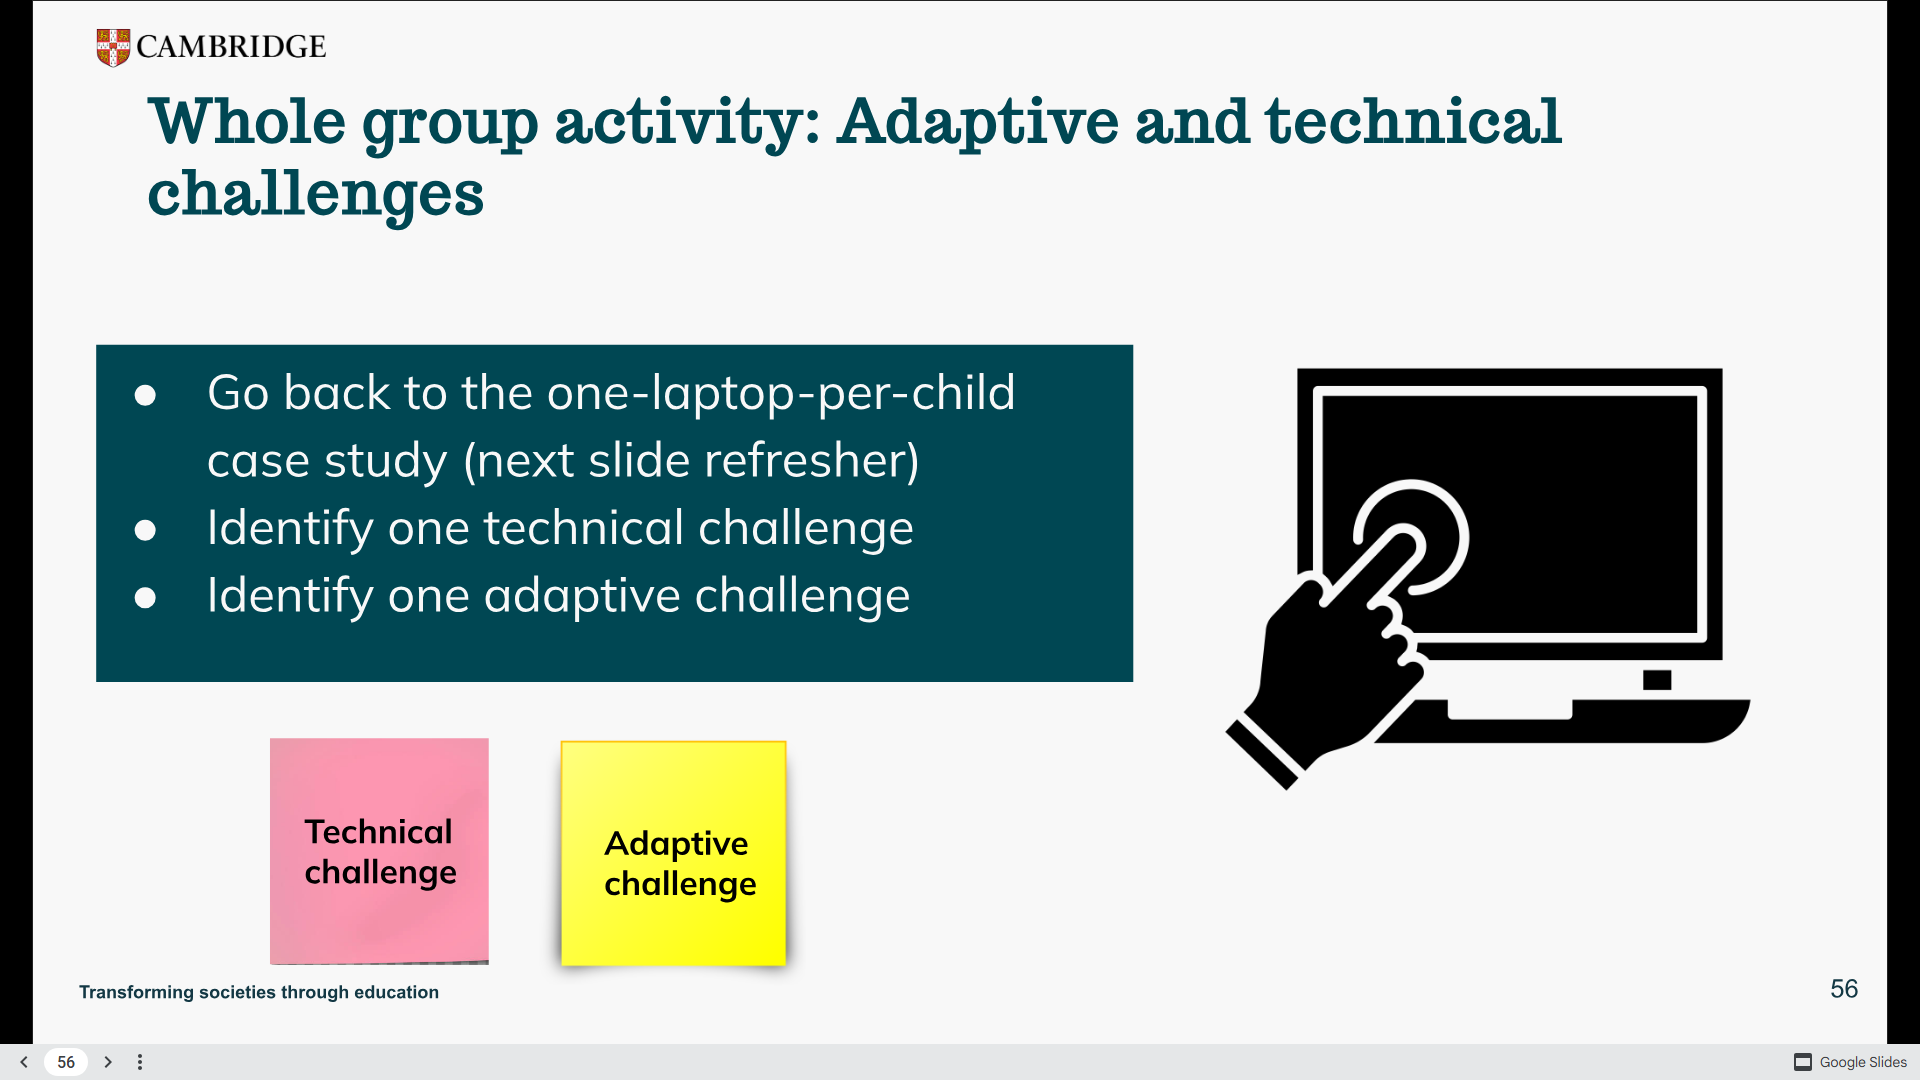 CAMBRIDGE
Whole group activity: Adaptive and technical
challenges
● Go back to the one-laptop-per-child
case study (next slide refresher)
● Identify one technical challenge
● Identify one adaptive challenge
Technical
challenge
Adaptive
challenge
Transforming societies through education
56
56
Google Slides